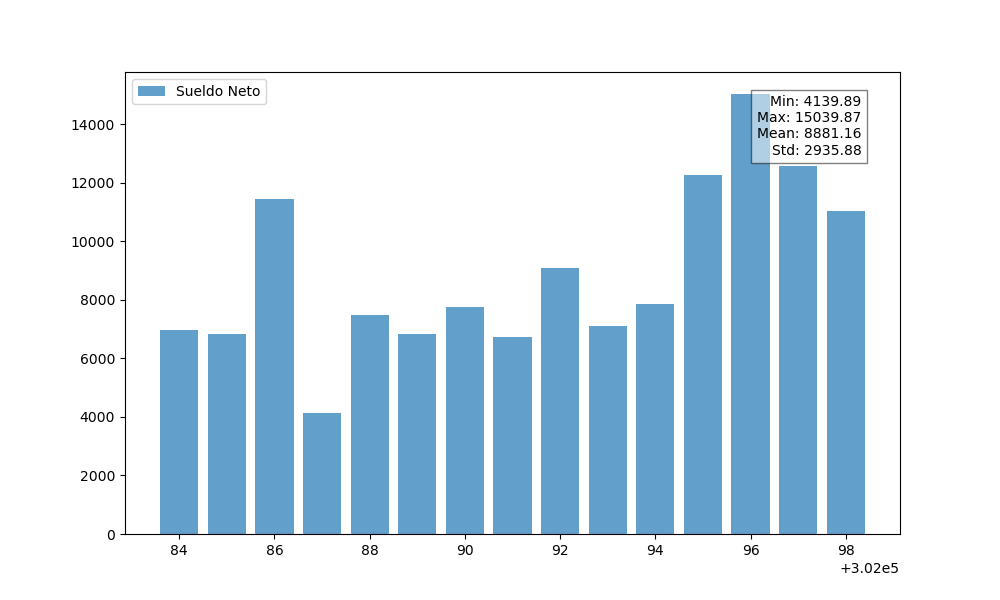 Sueldo Neto
Min: 4139.89
Max: 15039.87
Mean: 8881.16
Std: 2935.88
14000
12000
10000
8000
6000
4000
2000
0
84 86 88 90 92 94 96 98
+3.02e5